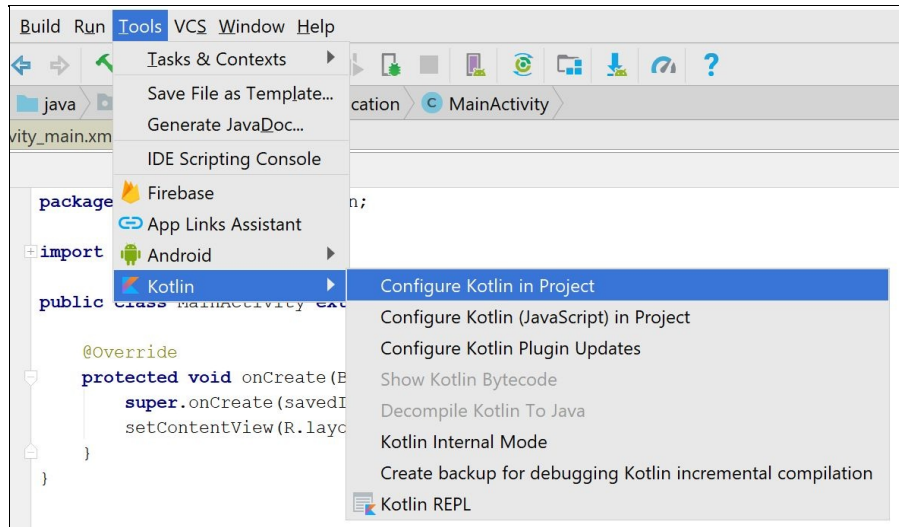 Build Run Tools VCS Window Help
Tasks & Contexts
java cation C MainActivity
Save File as Template...
Generate JavaDoc...
vity_main.xm
IDE Scripting Console
Firebase
package n;
App Links Assistant
import Android
Kotlin Configure Kotlin in Project
public class MainActivity ext
Configure Kotlin (JavaScript) in Project
@Override Configure Kotlin Plugin Updates
protected void onCreate(B Show Kotlin Bytecode
super.onCreate(savedI Decompile Kotlin To Java
setContentView(R.layo
} Kotlin Internal Mode
} Create backup for debugging Kotlin incremental compilation
Kotlin REPL